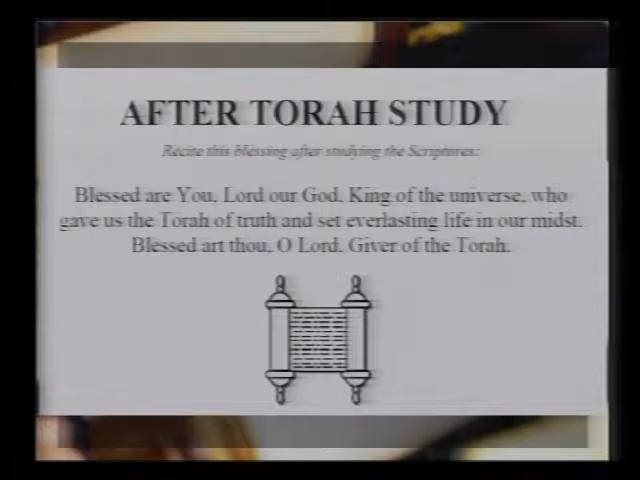 AFTER TORAH STUDY
Recite this blessing after studying the Scriptures:
Blessed are You, Lord our God, King of the universe, who
gave us the Torah of truth and set everlasting life in our midst.
Blessed art thou, O Lord, Giver of the Torah.